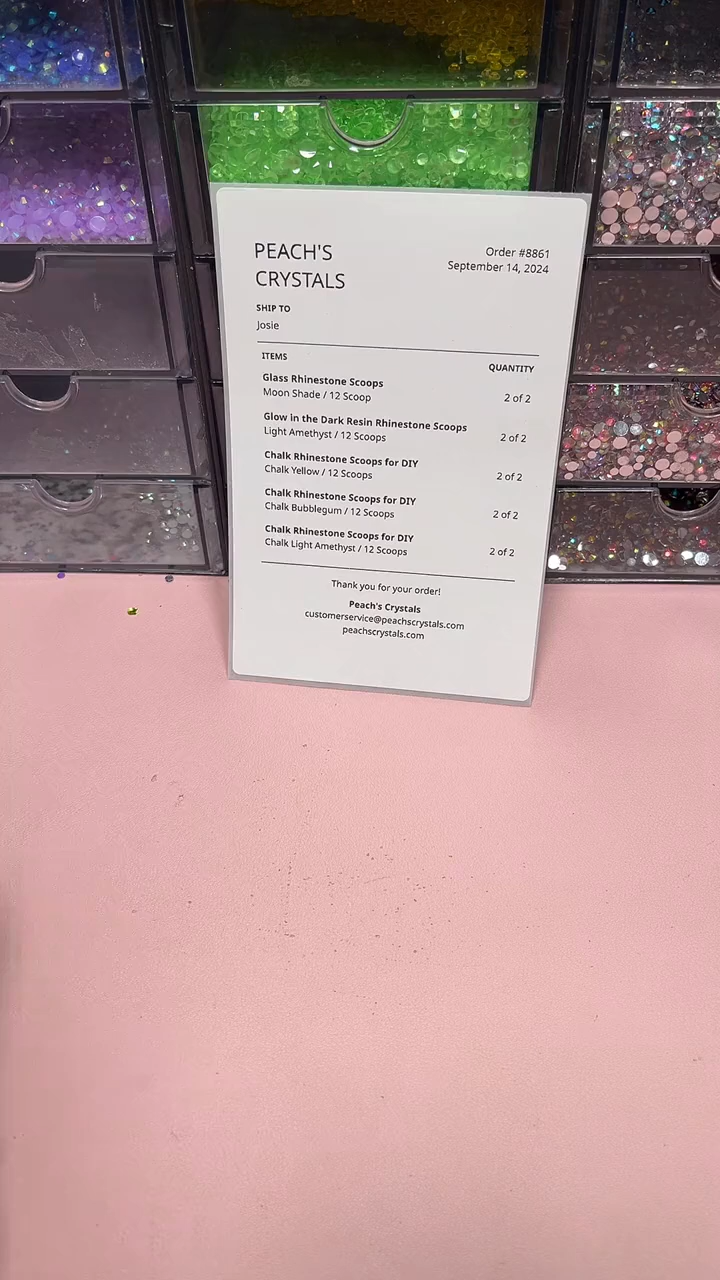 PEACH'S
CRYSTALS
Order #8861
September 14, 2024
SHIP TO
Josie
ITEMS
QUANTITY
Glass Rhinestone Scoops
Moon Shade / 12 Scoop
2 of 2
Glow in the Dark Resin Rhinestone Scoops
Light Amethyst / 12 Scoops
2 of 2
Chalk Rhinestone Scoops for DIY
Chalk Yellow / 12 Scoops
2 of 2
Chalk Rhinestone Scoops for DIY
Chalk Bubblegum / 12 Scoops
2 of 2
Chalk Rhinestone Scoops for DIY
Chalk Light Amethyst / 12 Scoops
2 of 2
Thank you for your order!
Peach's Crystals
customerservice@peachscrystals.com
peachscrystals.com